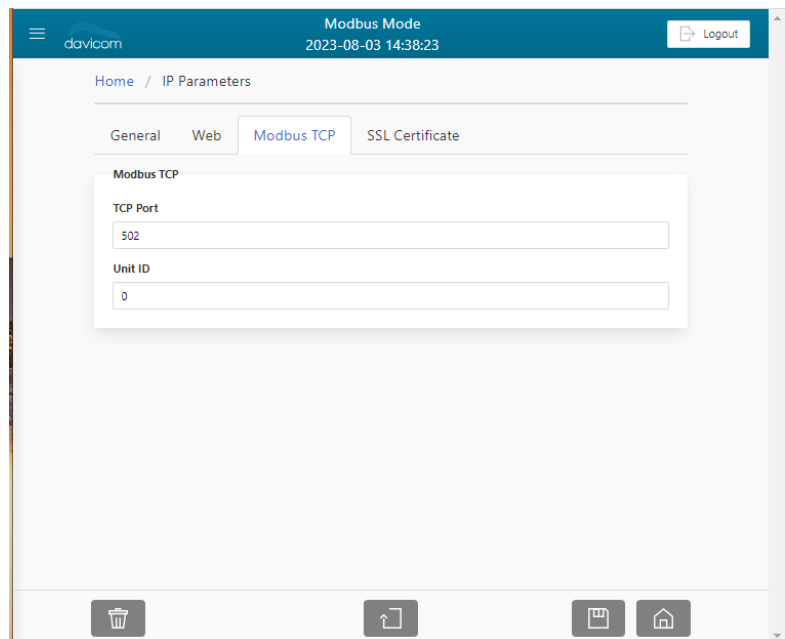 Modbus Mode
davicom
2023-08-03 14:38:23
Logout
Home / IP Parameters
General Web Modbus TCP SSL Certificate
Modbus TCP
TCP Port
502
Unit ID
0